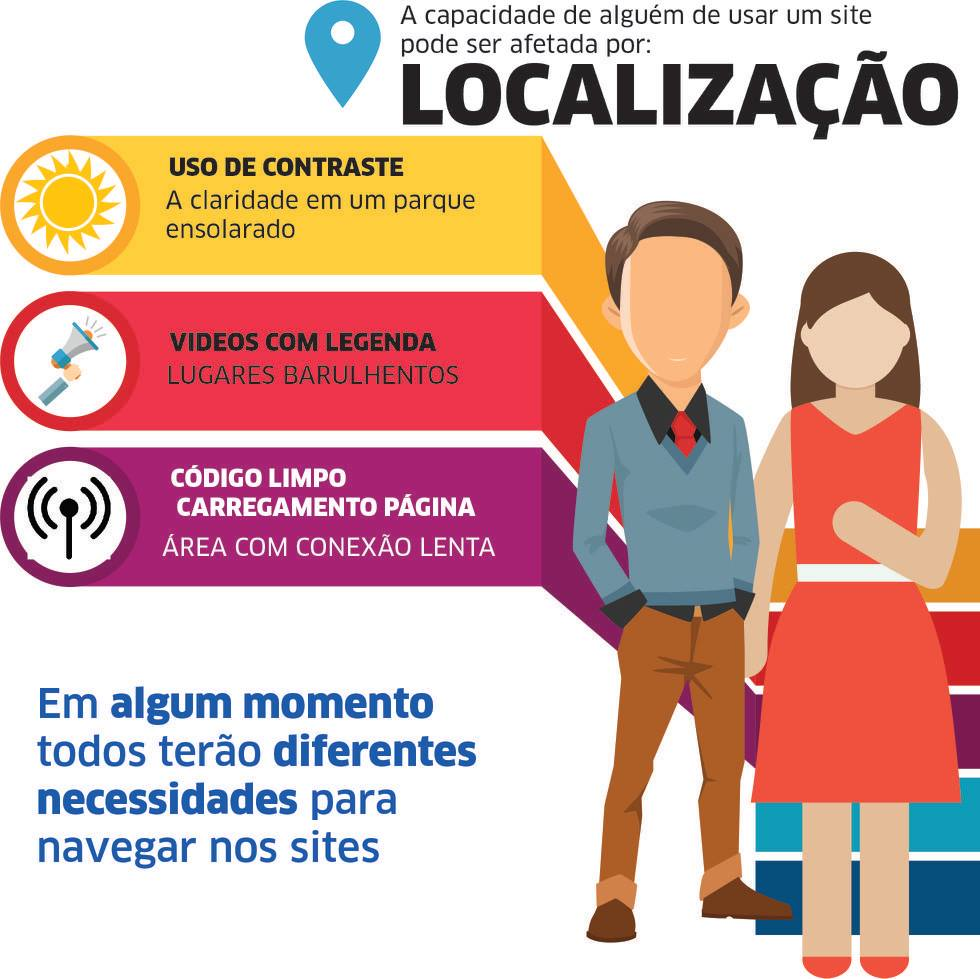 A capacidade de alguém de usar um site
pode ser afetada por:
LOCALIZAÇÃO
USO DE CONTRASTE
A claridade em um parque
ensolarado
VIDEOS COM LEGENDA
LUGARES BARULHENTOS
CÓDIGO LIMPO
CARREGAMENTO PÁGINA
ÁREA COM CONEXÃO LENTA
Em algum momento
todos terão diferentes
necessidades para
navegar nos sites